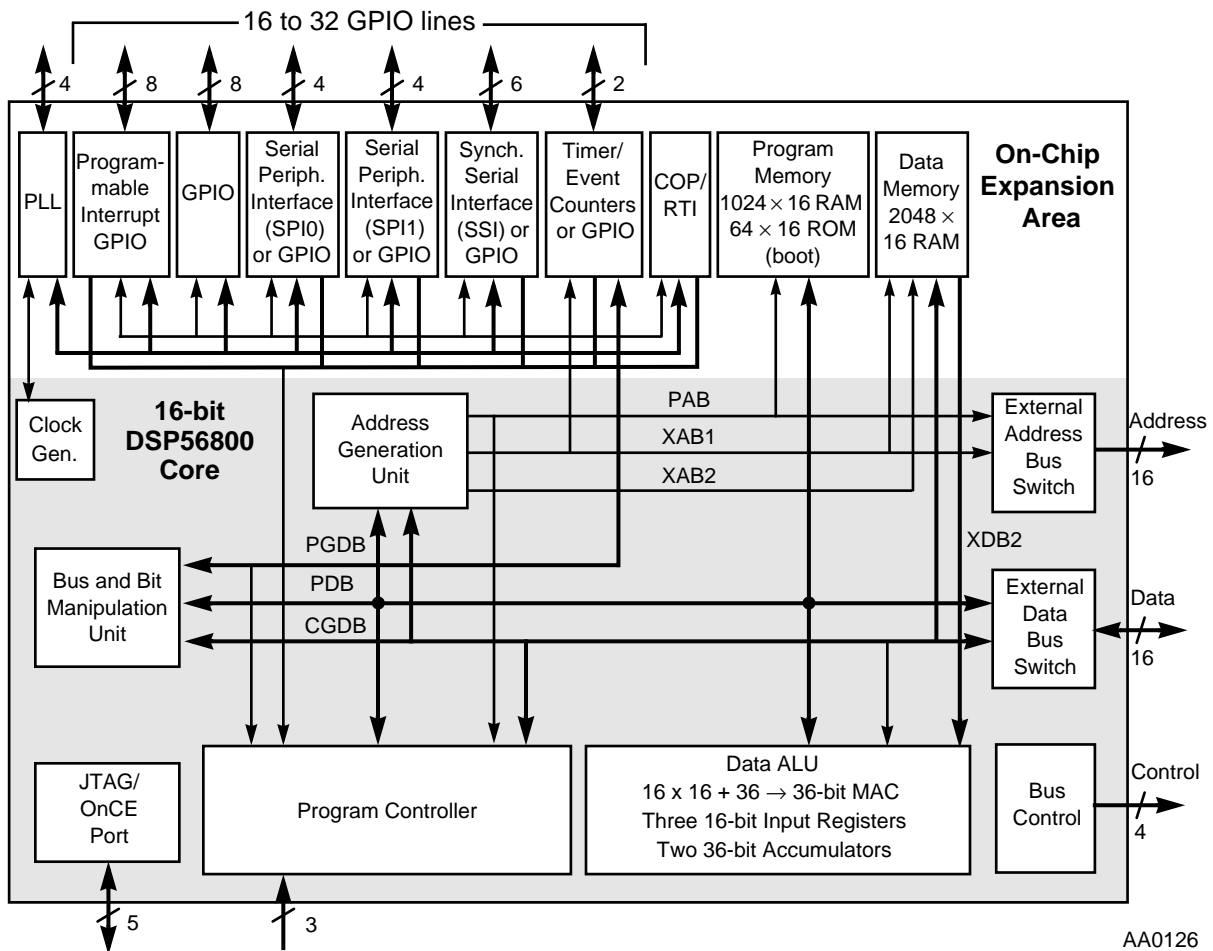 16 to 32 GPIO lines
4
8
8
4
4
6
2
PLL
Program-
mable
Interrupt
GPIO
GPIO
Serial
Periph.
Interface
(SPI0)
or GPIO
Serial
Periph.
Interface
(SPI1)
or GPIO
Synch.
Serial
Interface
(SSI) or
GPIO
Timer/
Event
Counters
or GPIO
COP/
RTI
Program
Memory
1024 × 16 RAM
64 × 16 ROM
(boot)
Data
Memory
2048 ×
16 RAM
On-Chip
Expansion
Area
Clock
Gen.
16-bit
DSP56800
Core
Address
Generation
Unit
PAB
XAB1
XAB2
External
Address
Bus
Switch
Address
16
Bus and Bit
Manipulation
Unit
PGDB
PDB
CGDB
XDB2
External
Data
Bus
Switch
Data
16
JTAG/
OnCE
Port
Program Controller
Data ALU
16 x 16 + 36 → 36-bit MAC
Three 16-bit Input Registers
Two 36-bit Accumulators
Bus
Control
Control
4
5
3
AA0126